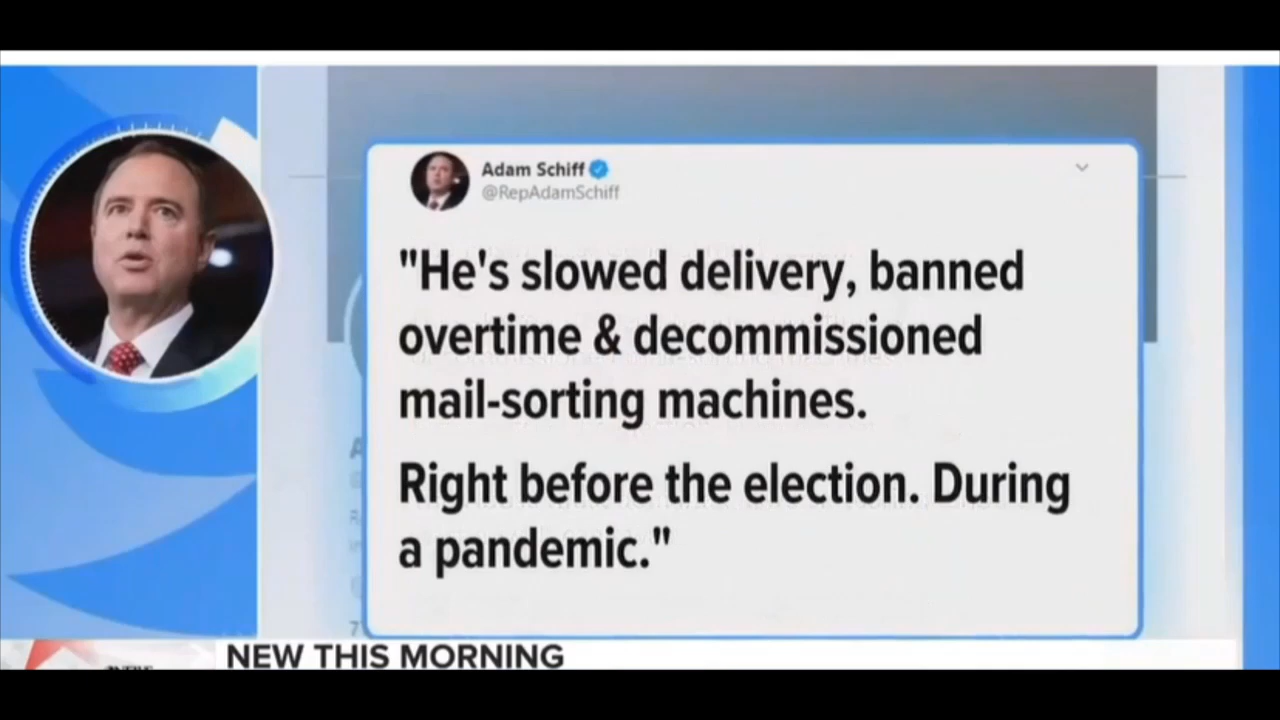 Adam Schiff
@RepAdamSchiff
"He's slowed delivery, banned
overtime & decommissioned
mail-sorting machines.
Right before the election. During
a pandemic."
NEW THIS MORNING